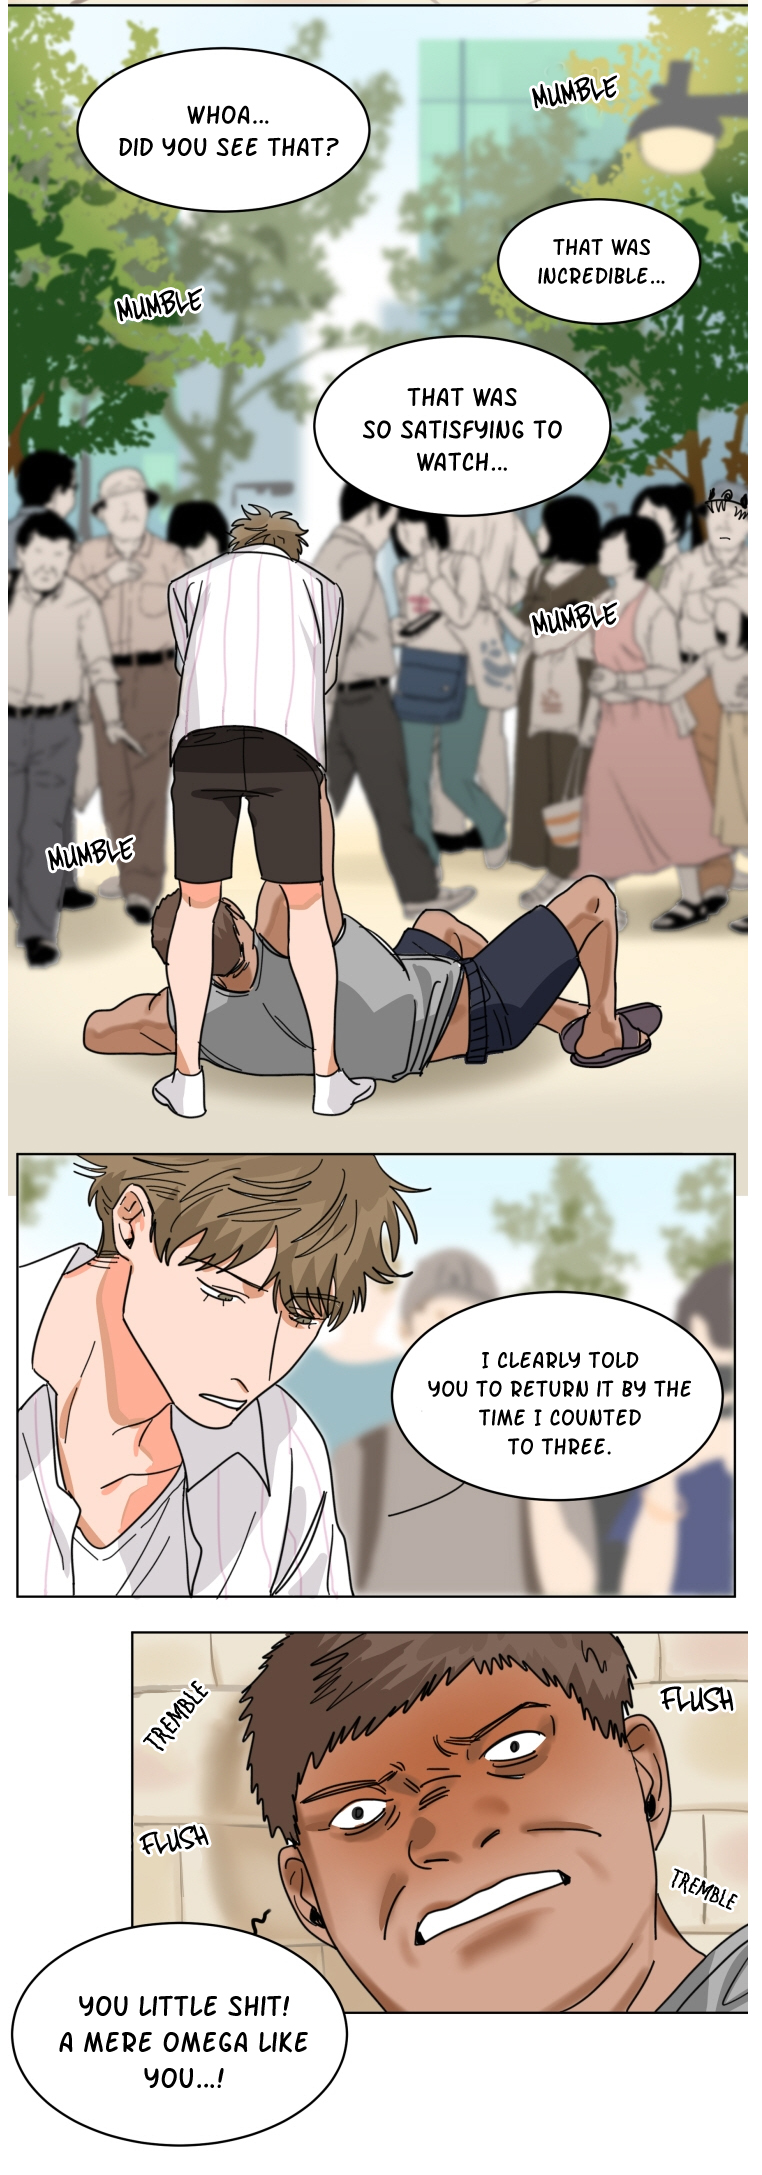 WHOA...
DID YOU SEE THAT?
MUMBLE
THAT WAS
INCREDIBLE...
MUMBLE
THAT WAS
SO SATISFYING TO
WATCH...
MUMBLE
MUMBLE
I CLEARLY TOLD
YOU TO RETURN IT BY THE
TIME I COUNTED
TO THREE.
TREMBLE
FLUSH
FLUSH
TREMBLE
YOU LITTLE SHIT!
A MERE OMEGA LIKE
YOU...!